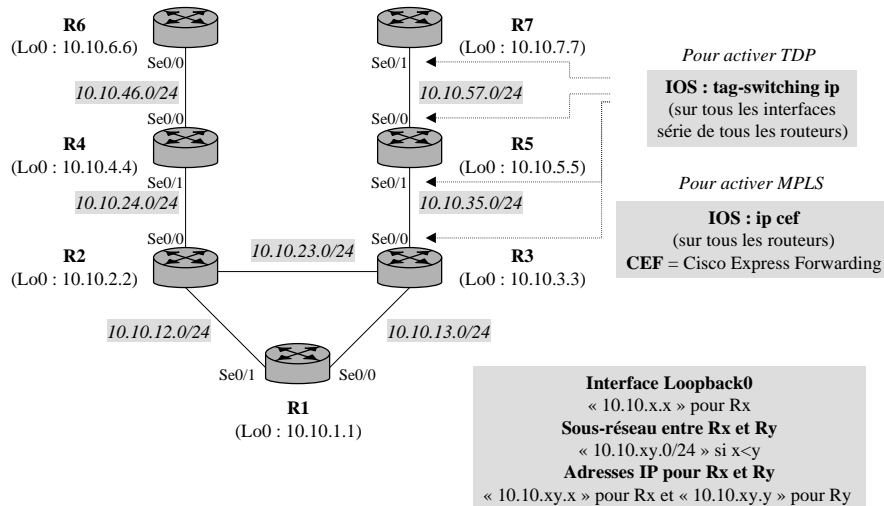 R6
(Lo0 : 10.10.6.6)
R7
(Lo0 : 10.10.7.7)
Se0/0
Se0/1
10.10.46.0/24
10.10.57.0/24
Se0/0
Se0/0
R4
(Lo0 : 10.10.4.4)
R5
(Lo0 : 10.10.5.5)
Se0/1
Se0/1
10.10.24.0/24
10.10.35.0/24
Se0/0
Se0/0
10.10.23.0/24
R2
(Lo0 : 10.10.2.2)
R3
(Lo0 : 10.10.3.3)
10.10.12.0/24
10.10.13.0/24
Se0/1
Se0/0
R1
(Lo0 : 10.10.1.1)
Pour activer TDP
IOS : tag-switching ip
(sur tous les interfaces
série de tous les routeurs)
Pour activer MPLS
IOS : ip cef
(sur tous les routeurs)
CEF = Cisco Express Forwarding
Interface Loopback0
« 10.10.x.x » pour Rx
Sous-réseau entre Rx et Ry
« 10.10.xy.0/24 » si x<y
Adresses IP pour Rx et Ry
« 10.10.xy.x » pour Rx et « 10.10.xy.y » pour Ry